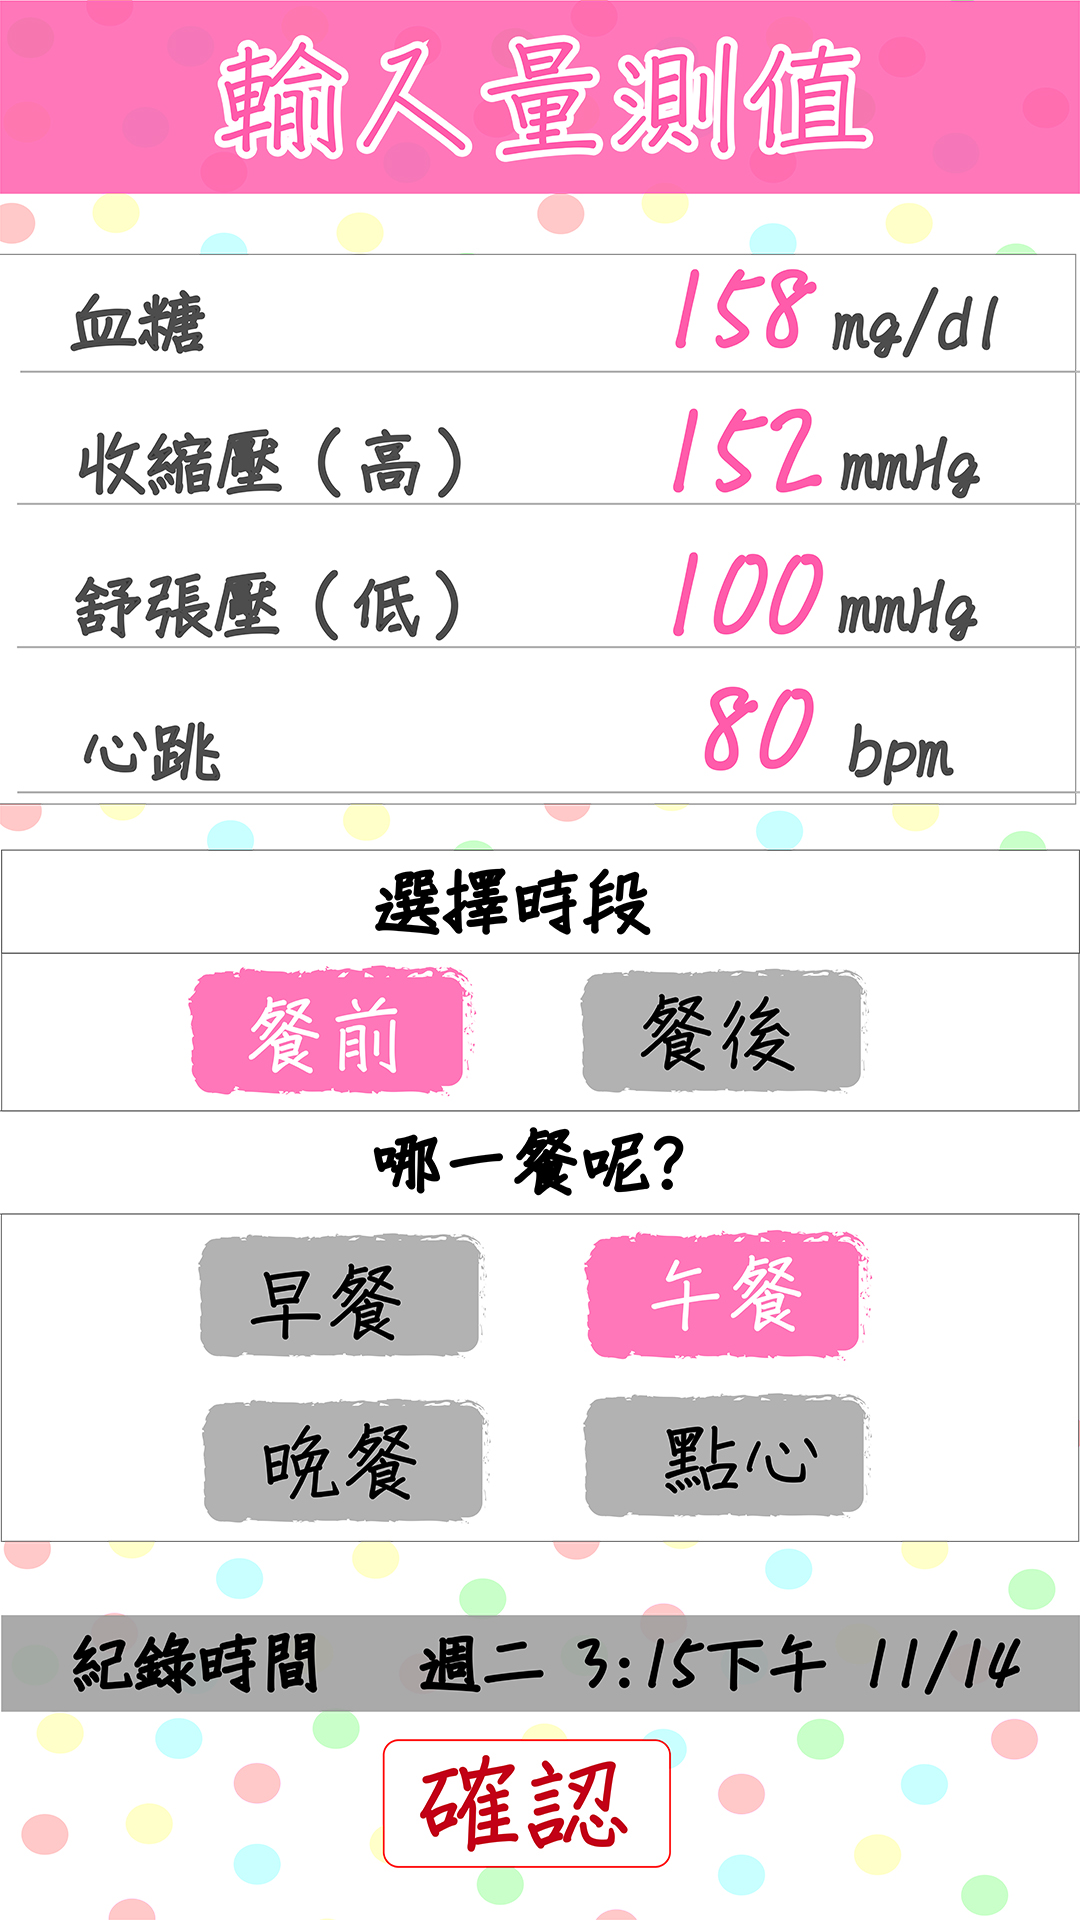 輸入量測值
血糖 158 mg/dl
收縮壓（高） 152 mmHg
舒張壓（低） 100 mmHg
心跳 80 bpm
選擇時段
餐前 餐後
哪一餐呢?
早餐 午餐
晚餐 點心
紀錄時間 週二 3:15下午 11/14
確認